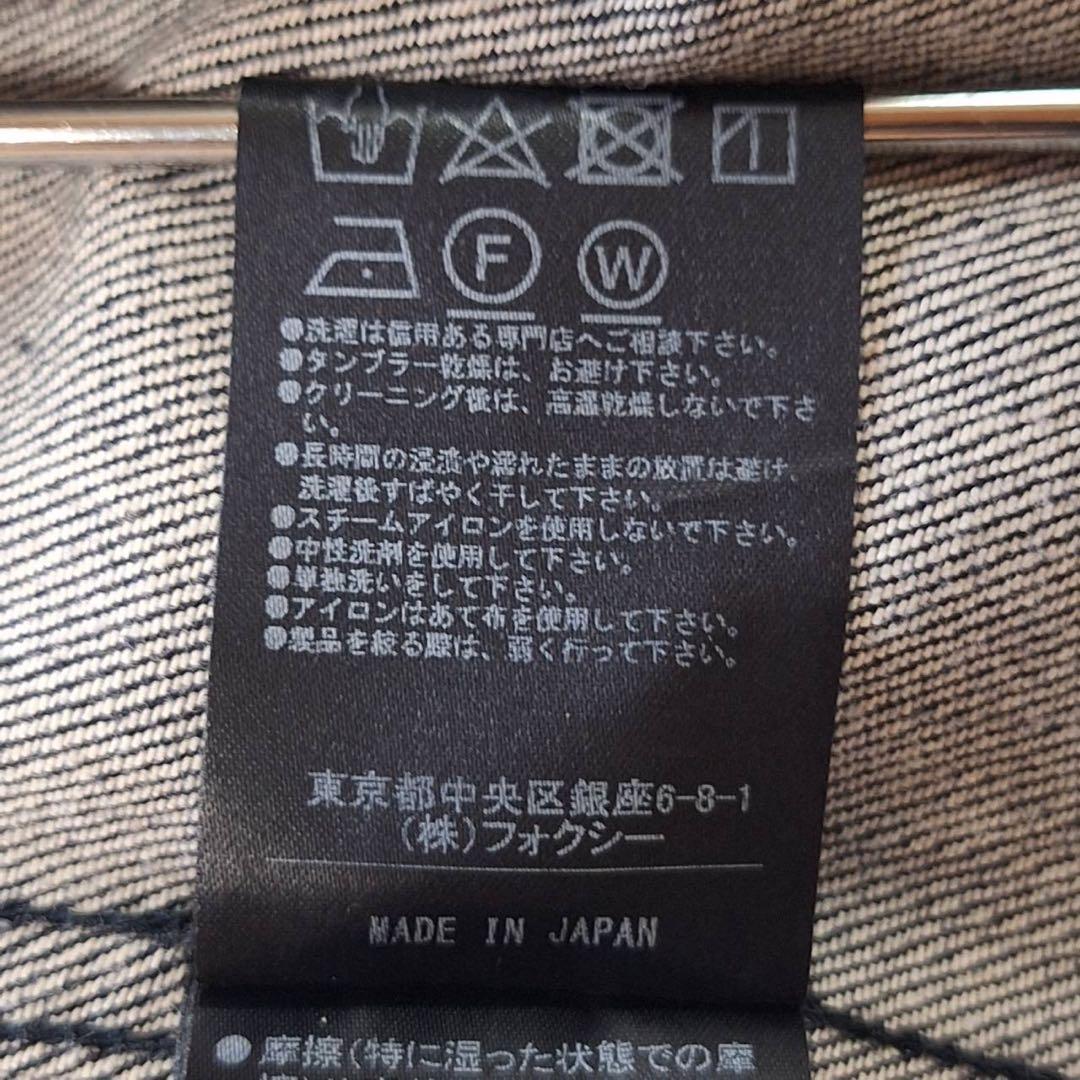 F W
●洗濯は信用ある専門店へご相談下さい。
●タンブラー乾燥は、お避け下さい。
●クリーニング後は、高温乾燥しないで下さ
い。
●長時間の浸漬や濡れたままの放置は避け、
洗濯後すばやく干して下さい。
●スチームアイロンを使用しないで下さい。
●中性洗剤を使用して下さい。
●単独洗いをして下さい。
●アイロンはあて布を使用して下さい。
●製品を絞る際は、弱く行って下さい。
東京都中央区銀座6-8-1
(株)フォクシー
MADE IN JAPAN
●摩擦(特に湿った状態での摩